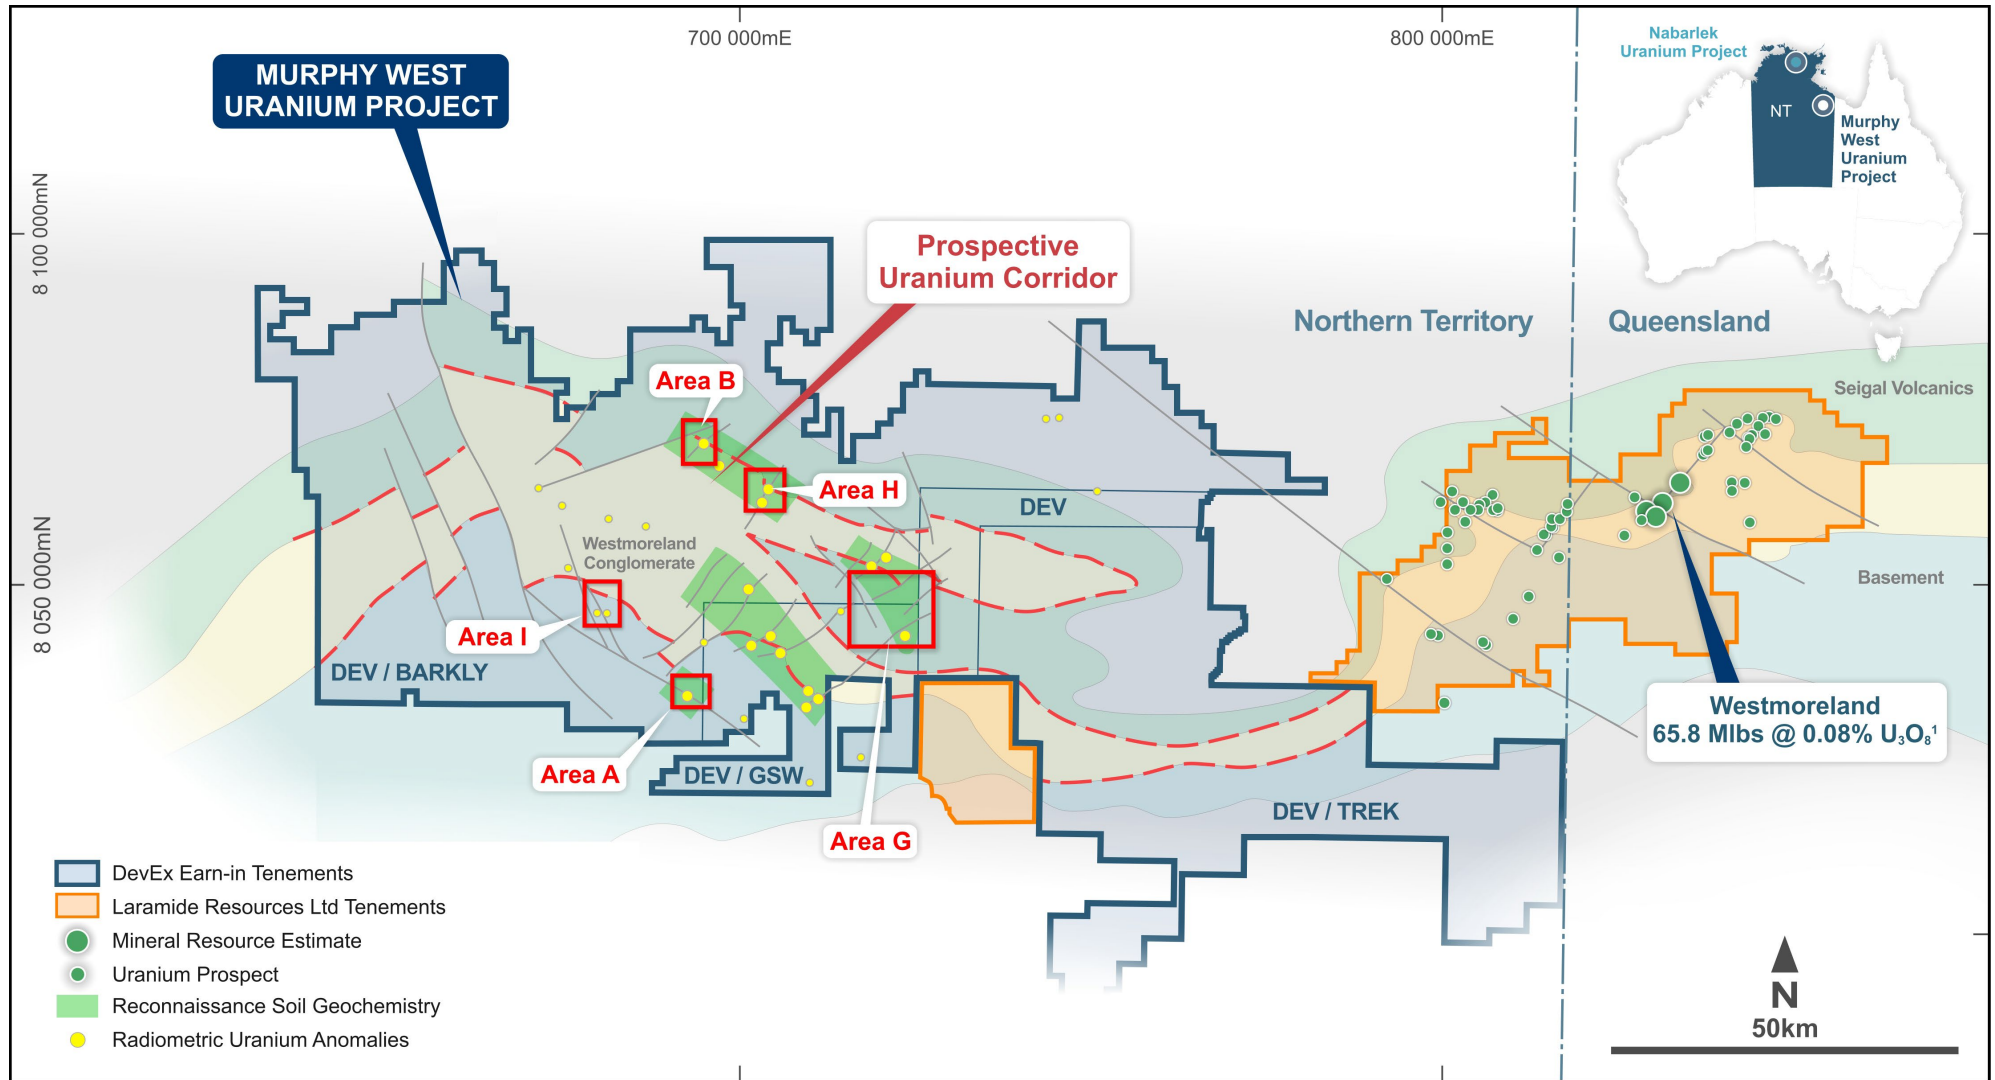 700 000mE
800 000mE
8 100 000mN
8 050 000mN
MURPHY WEST
URANIUM PROJECT
Prospective
Uranium Corridor
Nabarlek
Uranium Project
NT
Murphy
West
Uranium
Project
Northern Territory
Queensland
Seigal Volcanics
Area B
Area H
DEV
Westmoreland
Conglomerate
Basement
Area I
DEV / BARKLY
Area A
DEV / GSW
Area G
DEV / TREK
Westmoreland
65.8 Mlbs @ 0.08% U₃O₈¹
DevEx Earn-in Tenements
Laramide Resources Ltd Tenements
Mineral Resource Estimate
Uranium Prospect
Reconnaissance Soil Geochemistry
Radiometric Uranium Anomalies
N
50km